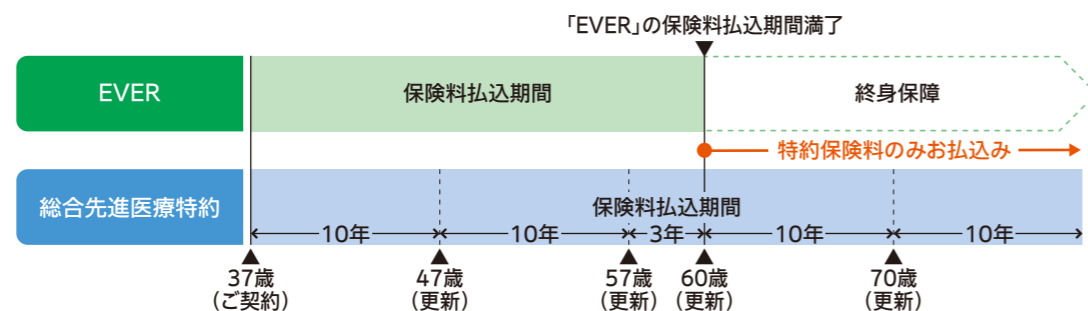 「EVER」の保険料払込期間満了
EVER
保険料払込期間
終身保障
特約保険料のみお払込み
総合先進医療特約
保険料払込期間
10年
10年
3年
10年
10年
37歳
(ご契約)
47歳
(更新)
57歳
(更新)
60歳
(更新)
70歳
(更新)